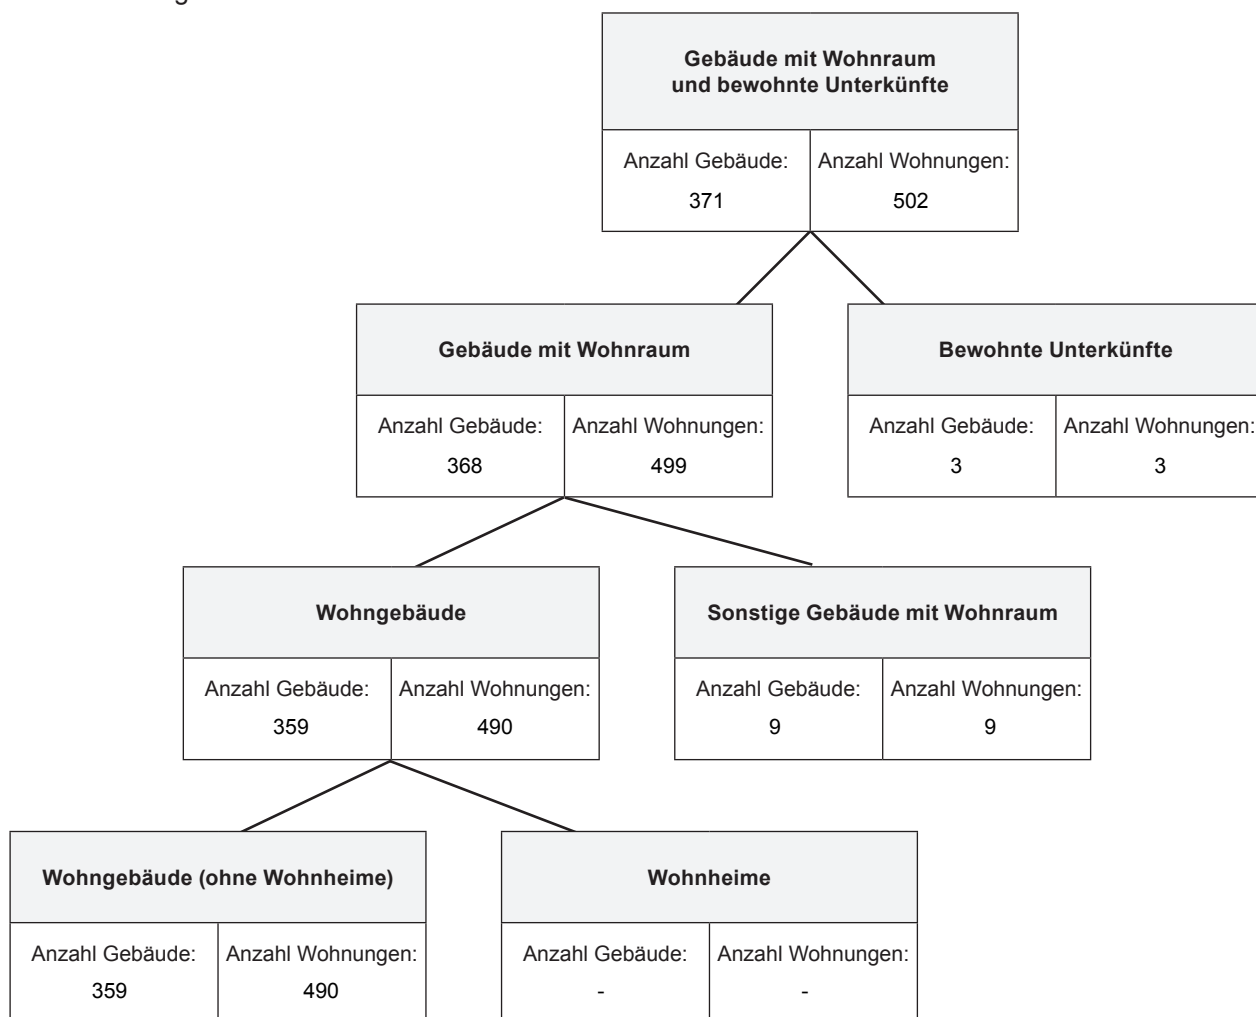 Gebäude mit Wohnraum
und bewohnte Unterkünfte
Anzahl Gebäude: Anzahl Wohnungen:
371 502
Gebäude mit Wohnraum
Anzahl Gebäude: Anzahl Wohnungen:
368 499
Bewohnte Unterkünfte
Anzahl Gebäude: Anzahl Wohnungen:
3 3
Wohngebäude
Anzahl Gebäude: Anzahl Wohnungen:
359 490
Sonstige Gebäude mit Wohnraum
Anzahl Gebäude: Anzahl Wohnungen:
9 9
Wohngebäude (ohne Wohnheime)
Anzahl Gebäude: Anzahl Wohnungen:
359 490
Wohnheime
Anzahl Gebäude: Anzahl Wohnungen:
- -